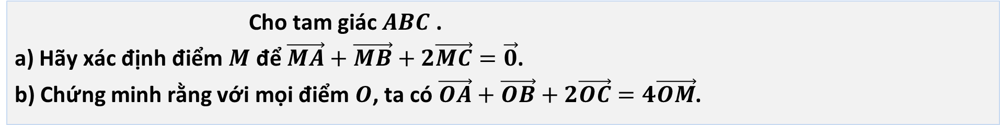 Cho tam giác ABC .
a) Hãy xác định điểm M để $\overrightarrow{MA} + \overrightarrow{MB} + 2\overrightarrow{MC} = \vec{0}$.
b) Chứng minh rằng với mọi điểm O, ta có $\overrightarrow{OA} + \overrightarrow{OB} + 2\overrightarrow{OC} = 4\overrightarrow{OM}$.